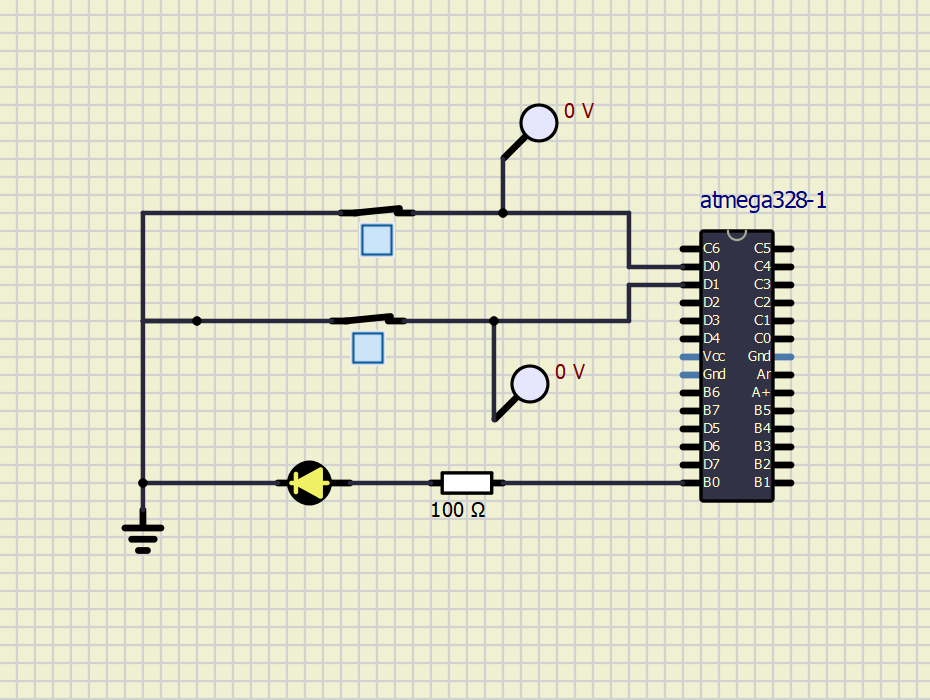 0 V
atmega328-1
C6 C5
D0 C4
D1 C3
D2 C2
D3 C1
D4 C0
Vcc Gnd
Gnd Ar
0 V
B6 A+
B7 B5
D5 B4
D6 B3
D7 B2
B0 B1
100 Ω